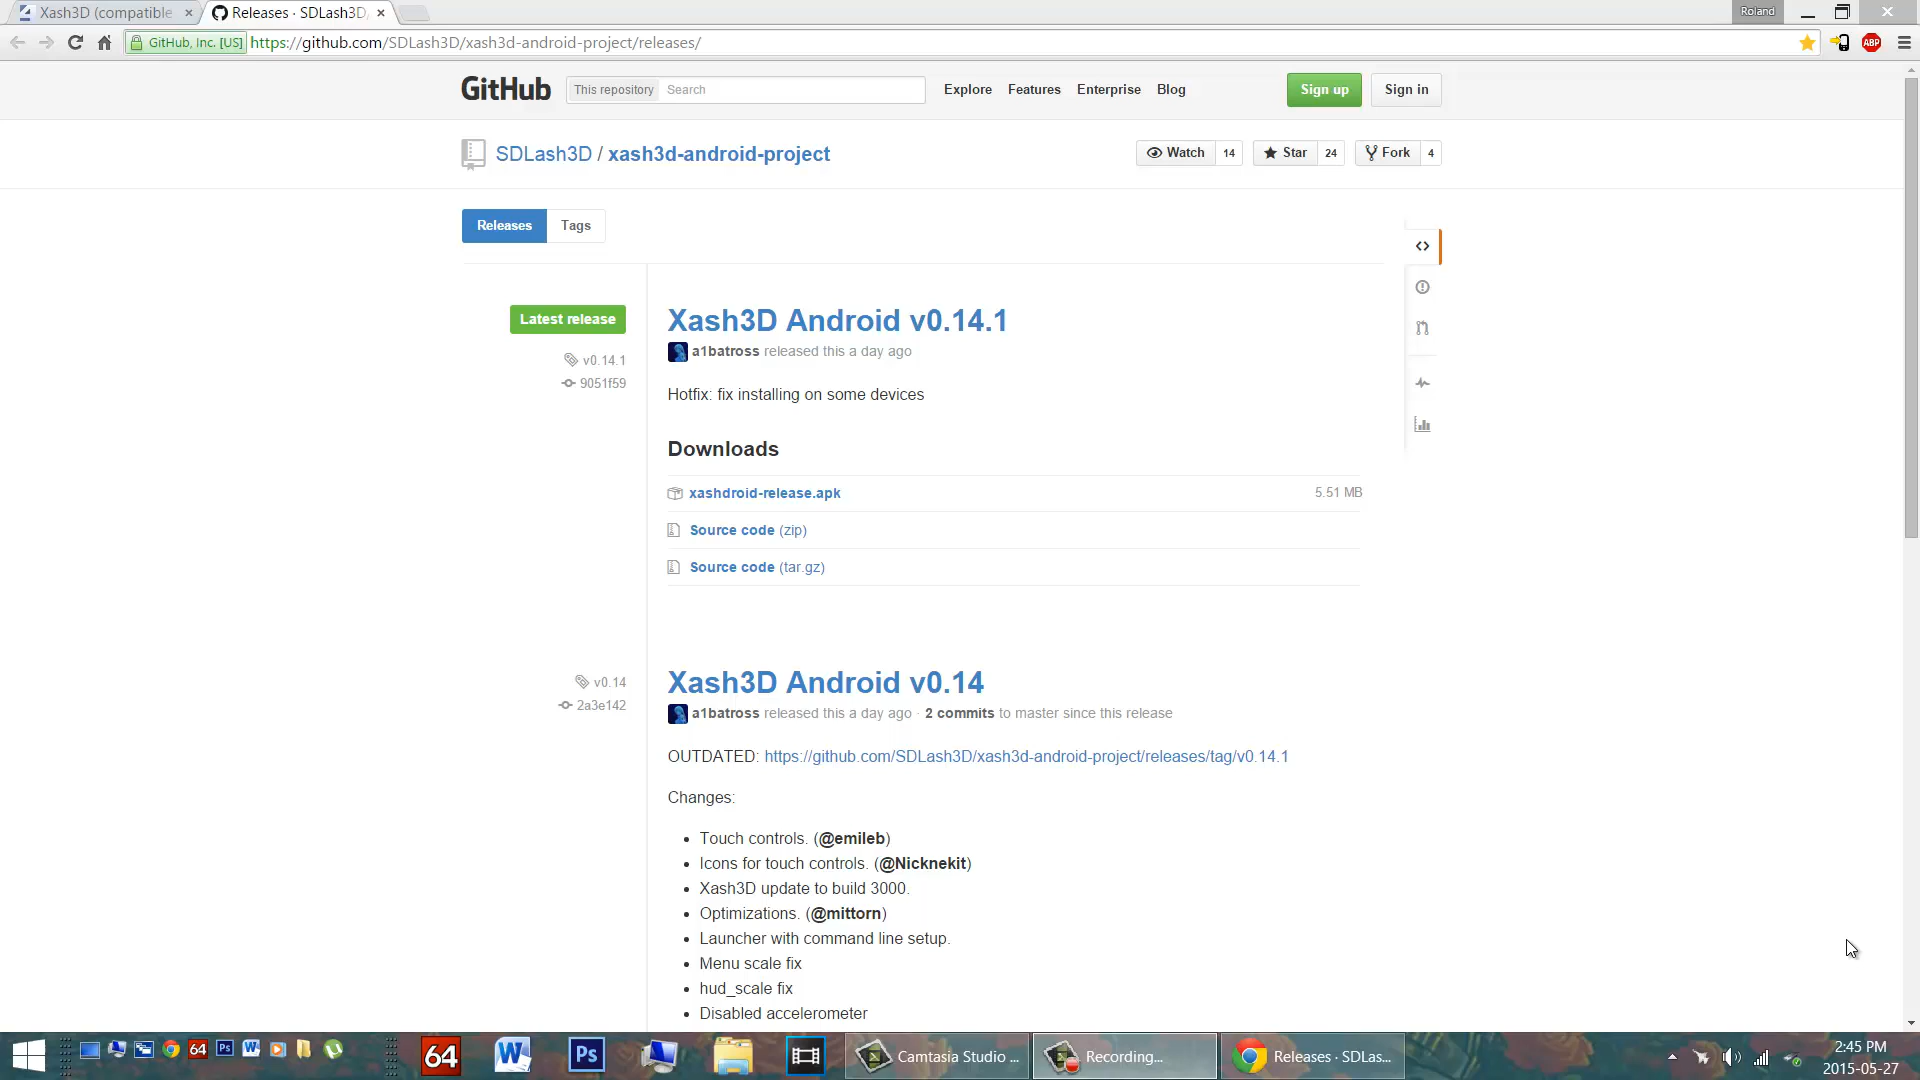 Xash3D (compatible
Releases · SDLash3D/
Roland
GitHub, Inc. [US] https://github.com/SDLash3D/xash3d-android-project/releases/
ABP
GitHub
This repository Search
Explore Features Enterprise Blog
Sign up Sign in
SDLash3D / xash3d-android-project
Watch 14
Star 24
Fork 4
Releases Tags
Latest release
v0.14.1
9051f59
Xash3D Android v0.14.1
a1batross released this a day ago
Hotfix: fix installing on some devices
Downloads
xashdroid-release.apk 5.51 MB
Source code (zip)
Source code (tar.gz)
v0.14
2a3e142
Xash3D Android v0.14
a1batross released this a day ago · 2 commits to master since this release
OUTDATED: https://github.com/SDLash3D/xash3d-android-project/releases/tag/v0.14.1
Changes:
Touch controls. (@emileb)
Icons for touch controls. (@Nicknekit)
Xash3D update to build 3000.
Optimizations. (@mittorn)
Launcher with command line setup.
Menu scale fix
hud_scale fix
Disabled accelerometer
64
Ps
W
64
W
Ps
Camtasia Studio ...
Recording...
Releases · SDLas...
2:45 PM
2015-05-27